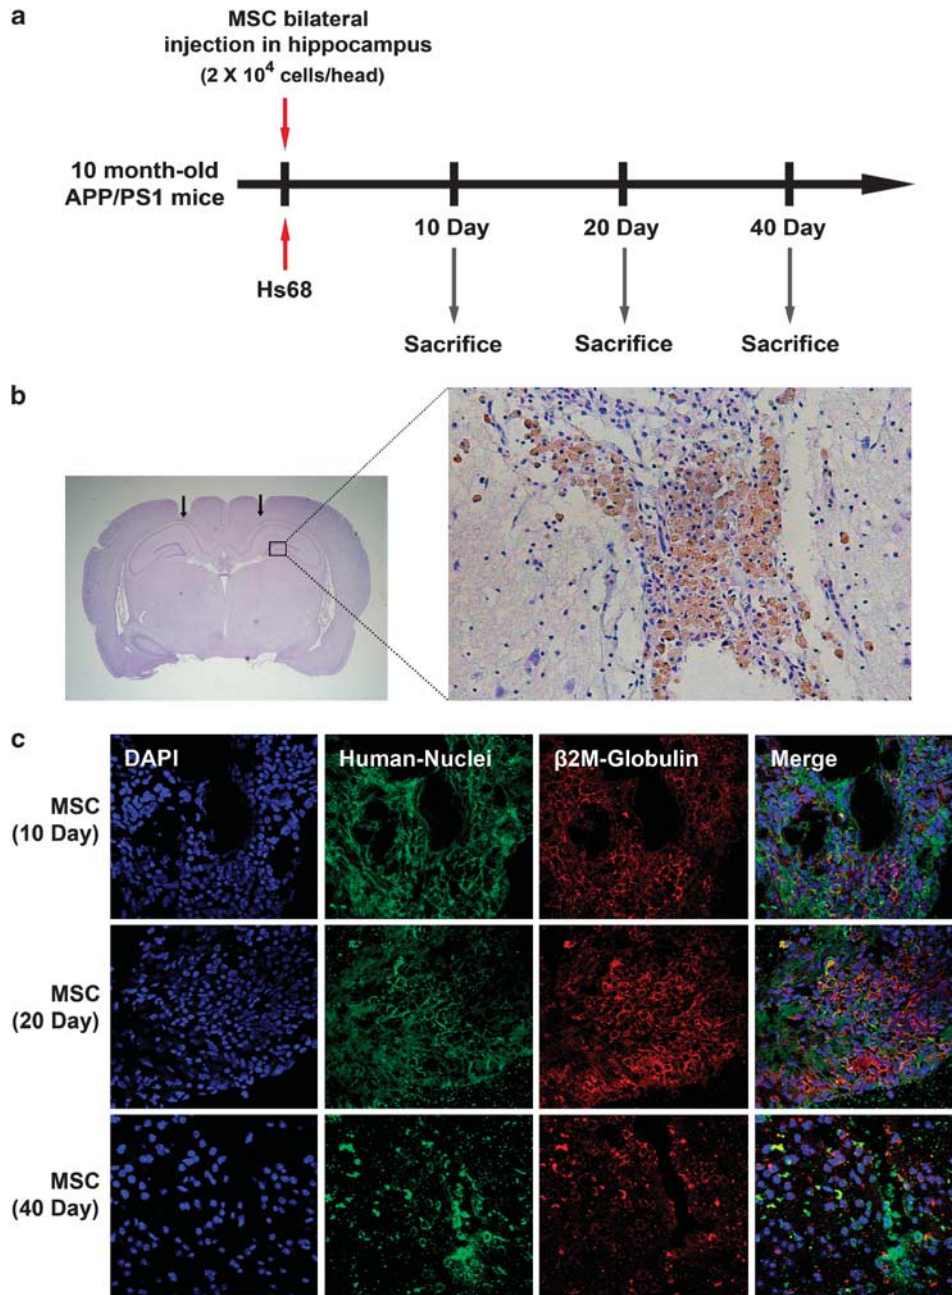 a
MSC bilateral
injection in hippocampus
(2 X 10⁴ cells/head)
10 month-old
APP/PS1 mice
10 Day
20 Day
40 Day
Hs68
Sacrifice
Sacrifice
Sacrifice
b
c
DAPI
Human-Nuclei
β2M-Globulin
Merge
MSC
(10 Day)
MSC
(20 Day)
MSC
(40 Day)